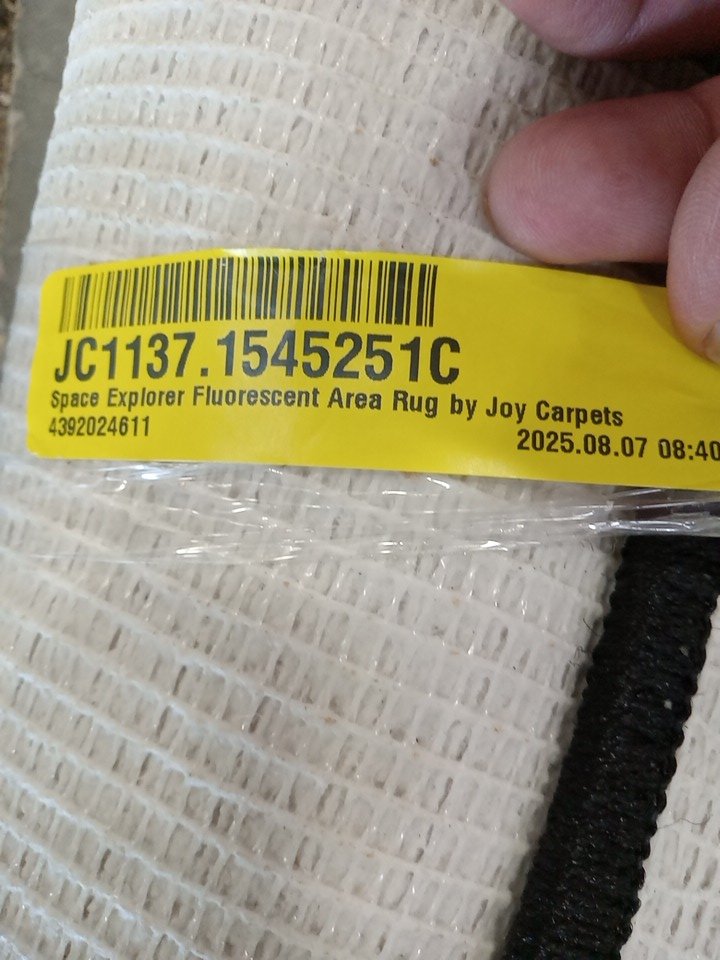 JC1137.1545251C
Space Explorer Fluorescent Area Rug by Joy Carpets
4392024611
2025.08.07 08:40